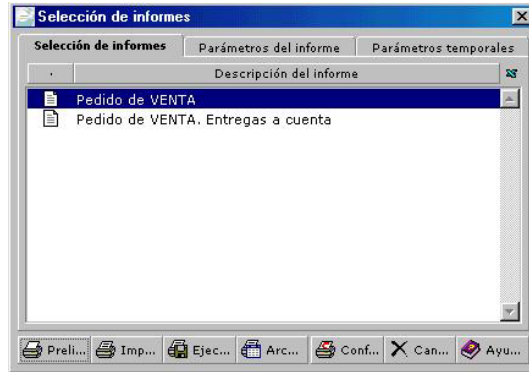 Selección de informes
Selección de informes Parámetros del informe Parámetros temporales
. Descripción del informe
Pedido de VENTA
Pedido de VENTA. Entregas a cuenta
Preli... Imp... Ejec... Arc... Conf... Can... Ayu...